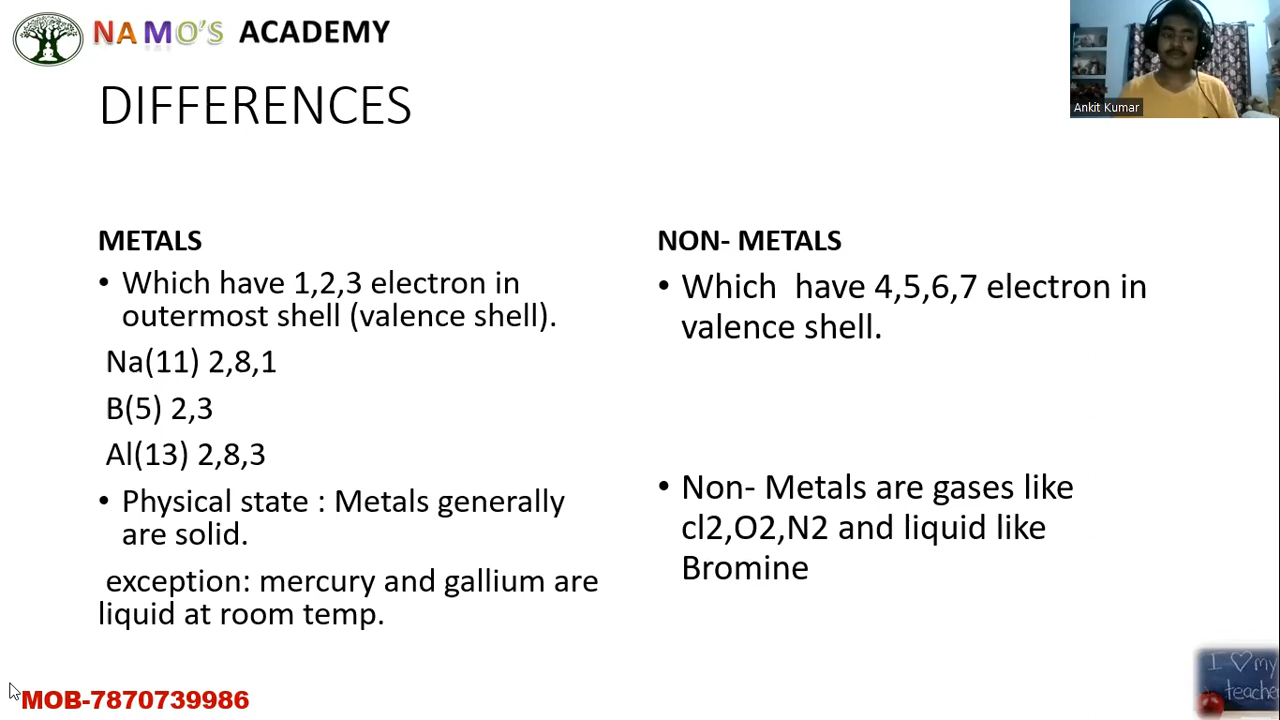 NAMO'S ACADEMY
Ankit Kumar
DIFFERENCES
METALS
• Which have 1,2,3 electron in
outermost shell (valence shell).
Na(11) 2,8,1
B(5) 2,3
Al(13) 2,8,3
• Physical state : Metals generally
are solid.
exception: mercury and gallium are
liquid at room temp.
NON- METALS
• Which have 4,5,6,7 electron in
valence shell.
• Non- Metals are gases like
cl2,O2,N2 and liquid like
Bromine
MOB-7870739986
I ♡ my
teache